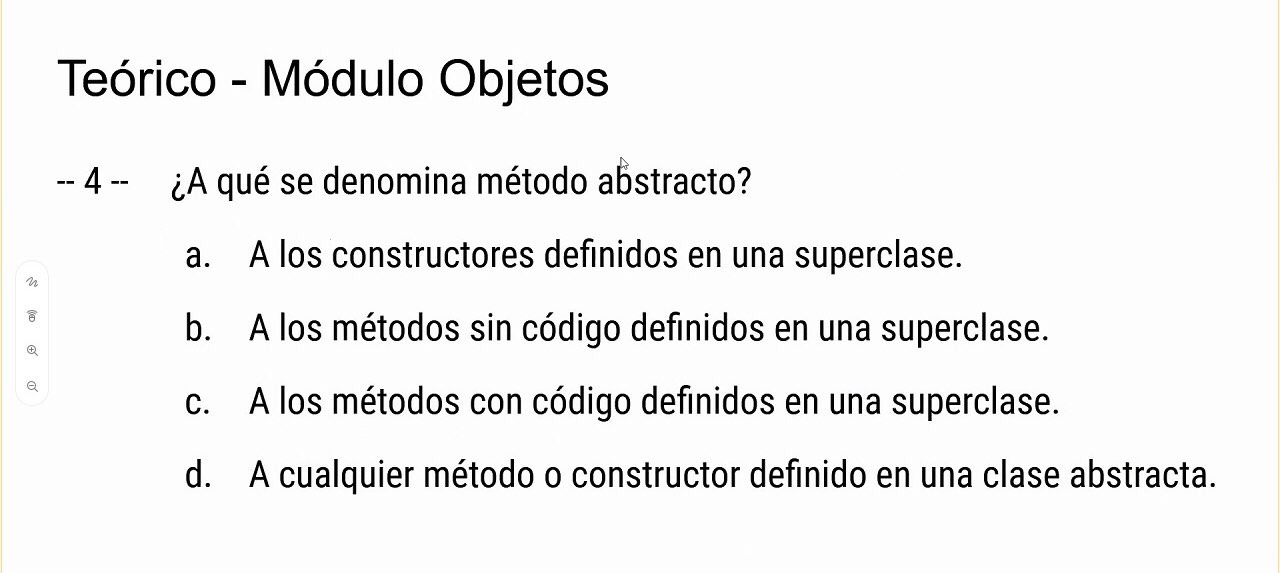 Teórico - Módulo Objetos
-- 4 -- ¿A qué se denomina método abstracto?
a. A los constructores definidos en una superclase.
b. A los métodos sin código definidos en una superclase.
c. A los métodos con código definidos en una superclase.
d. A cualquier método o constructor definido en una clase abstracta.